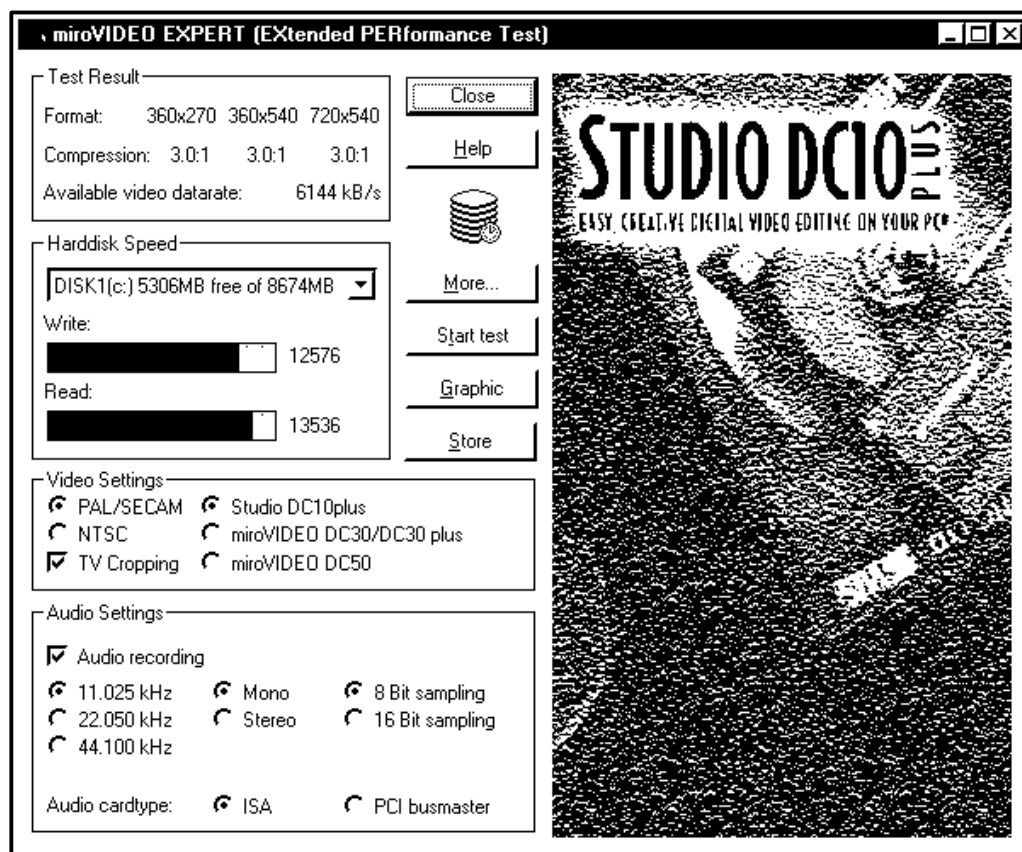 miroVIDEO EXPERT (EXtended PERformance Test)
Test Result
Format: 360x270 360x540 720x540
Compression: 3.0:1 3.0:1 3.0:1
Available video datarate: 6144 kB/s
Harddisk Speed
DISK1(c:) 5306MB free of 8674MB
Write:
12576
Read:
13536
Close
Help
More...
Start test
Graphic
Store
Video Settings
PAL/SECAM Studio DC10plus
NTSC miroVIDEO DC30/DC30 plus
TV Cropping miroVIDEO DC50
Audio Settings
Audio recording
11.025 kHz Mono 8 Bit sampling
22.050 kHz Stereo 16 Bit sampling
44.100 kHz
Audio cardtype: ISA PCI busmaster
STUDIO DC10 PLUS
EASY, CREATIVE DIGITAL VIDEO EDITING ON YOUR PC